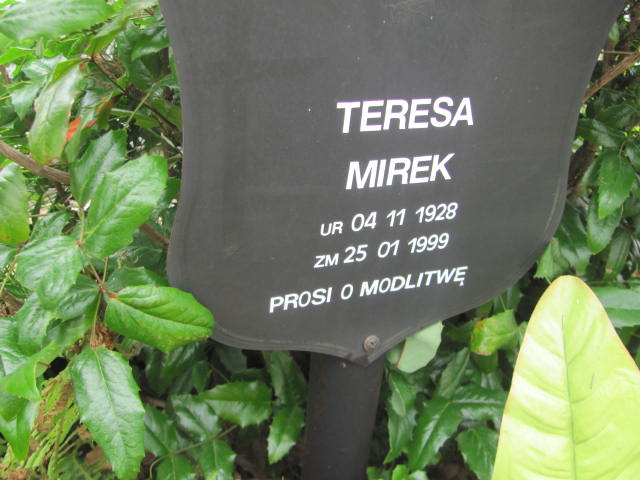 TERESA
MIREK
UR 04 11 1928
ZM 25 01 1999
PROSI O MODLITWĘ